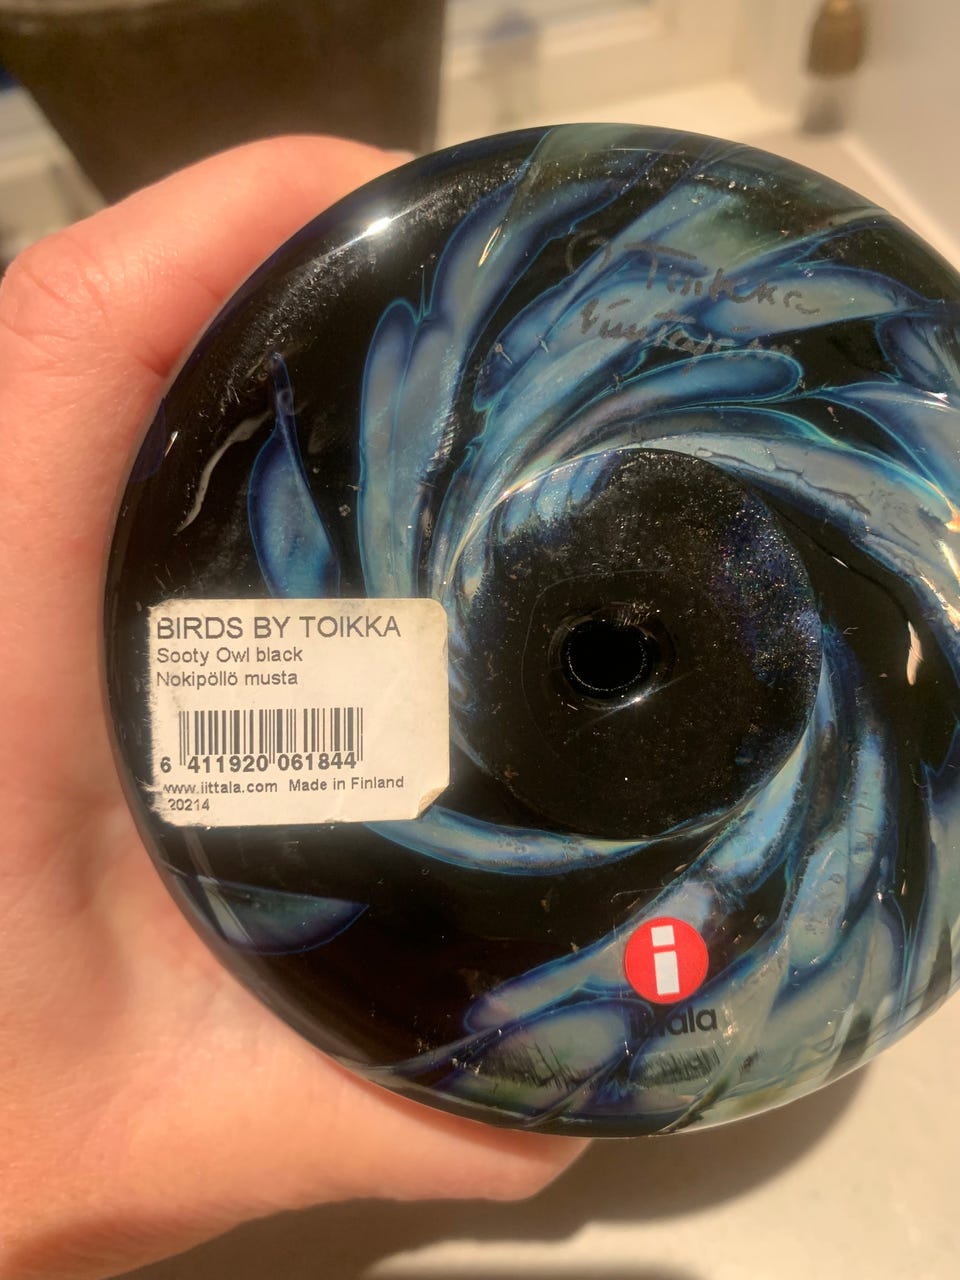 O Toikka
Nuutajärvi
BIRDS BY TOIKKA
Sooty Owl black
Nokipöllö musta
6 411920 061844
www.iittala.com Made in Finland
20214
i
iittala